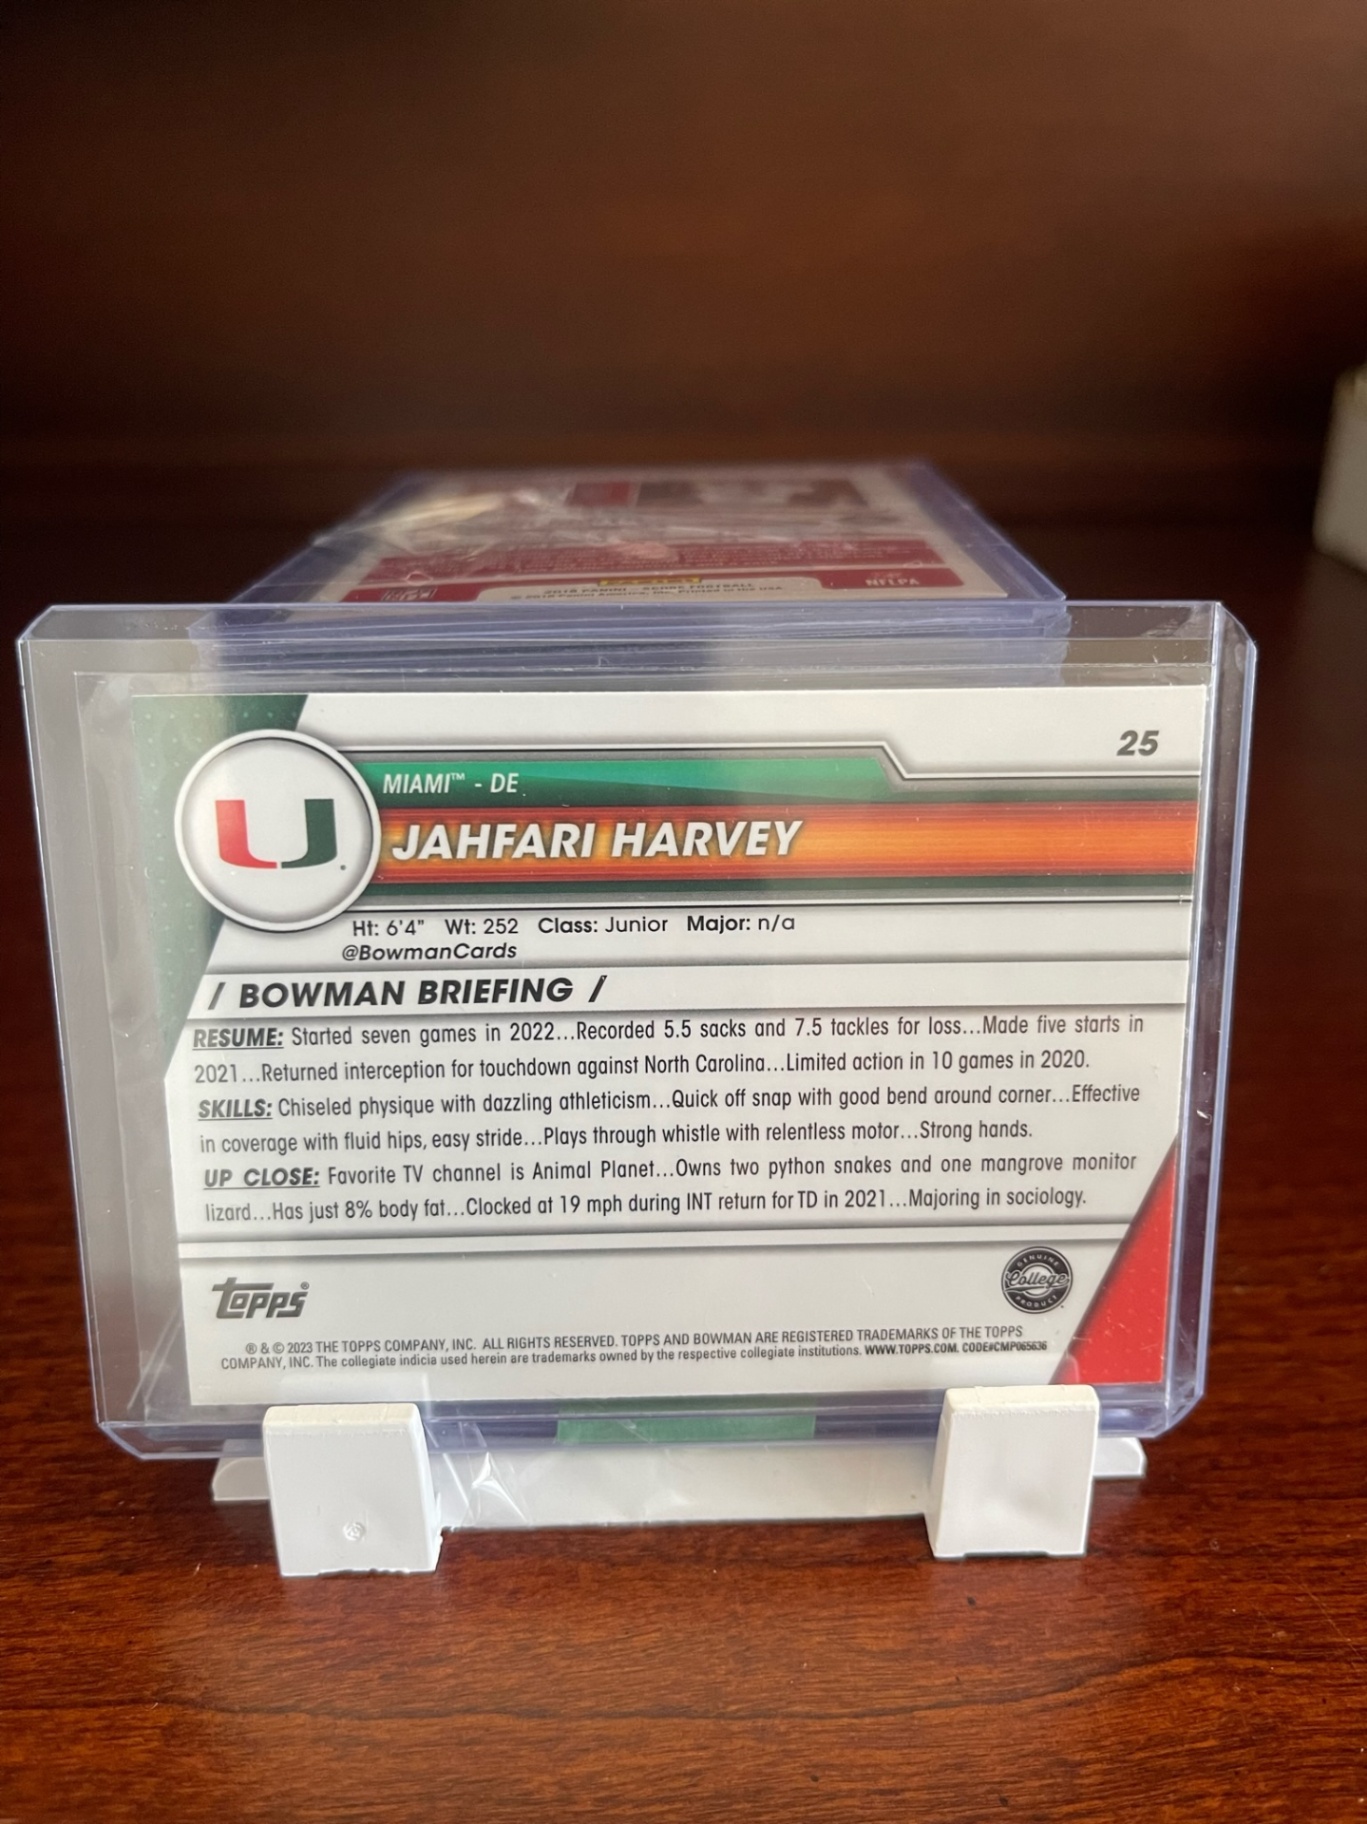 NFLPA
25
MIAMI™ - DE
JAHFARI HARVEY
Ht: 6'4" Wt: 252 Class: Junior Major: n/a
@BowmanCards
/ BOWMAN BRIEFING /
RESUME: Started seven games in 2022...Recorded 5.5 sacks and 7.5 tackles for loss...Made five starts in
2021...Returned interception for touchdown against North Carolina...Limited action in 10 games in 2020.
SKILLS: Chiseled physique with dazzling athleticism...Quick off snap with good bend around corner...Effective
in coverage with fluid hips, easy stride...Plays through whistle with relentless motor...Strong hands.
UP CLOSE: Favorite TV channel is Animal Planet...Owns two python snakes and one mangrove monitor
lizard...Has just 8% body fat...Clocked at 19 mph during INT return for TD in 2021...Majoring in sociology.
TOPPS®
GENUINE
College
PRODUCT
® & © 2023 THE TOPPS COMPANY, INC. ALL RIGHTS RESERVED. TOPPS AND BOWMAN ARE REGISTERED TRADEMARKS OF THE TOPPS
COMPANY, INC. The collegiate indicia used herein are trademarks owned by the respective collegiate institutions. WWW.TOPPS.COM. CODE#CMP065636